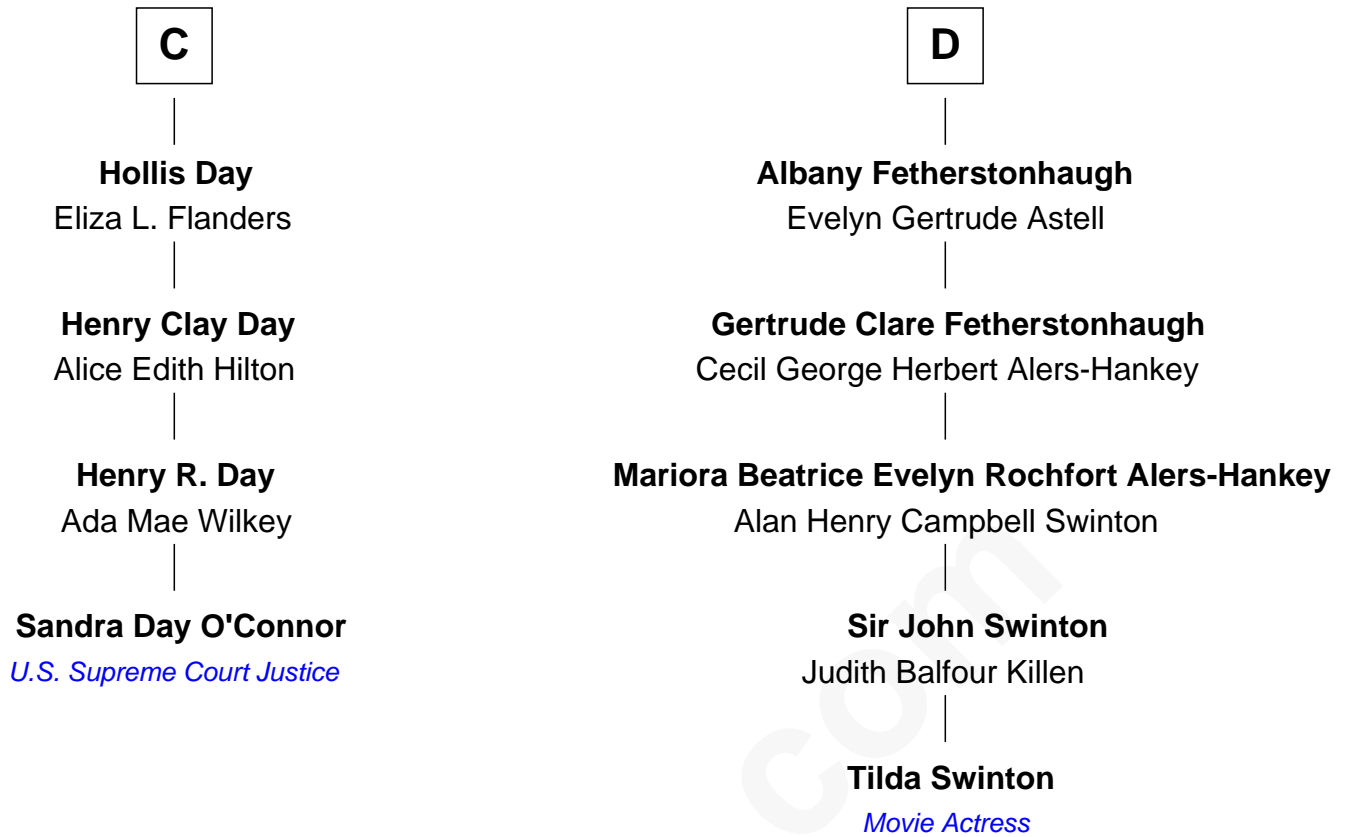 C
Hollis Day
Eliza L. Flanders
Henry Clay Day
Alice Edith Hilton
Henry R. Day
Ada Mae Wilkey
Sandra Day O'Connor
U.S. Supreme Court Justice
D
Albany Fetherstonhaugh
Evelyn Gertrude Astell
Gertrude Clare Fetherstonhaugh
Cecil George Herbert Alers-Hankey
Mariora Beatrice Evelyn Rochfort Alers-Hankey
Alan Henry Campbell Swinton
Sir John Swinton
Judith Balfour Killen
Tilda Swinton
Movie Actress
com